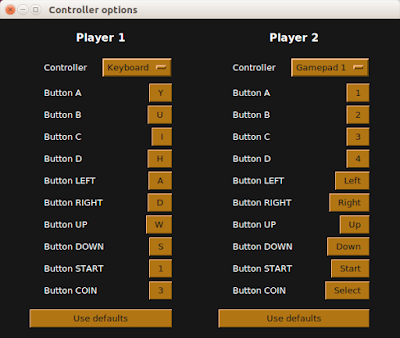 Controller options
Player 1 Player 2
Controller Keyboard Controller Gamepad 1
Button A Y Button A 1
Button B U Button B 2
Button C I Button C 3
Button D H Button D 4
Button LEFT A Button LEFT Left
Button RIGHT D Button RIGHT Right
Button UP W Button UP Up
Button DOWN S Button DOWN Down
Button START 1 Button START Start
Button COIN 3 Button COIN Select
Use defaults Use defaults